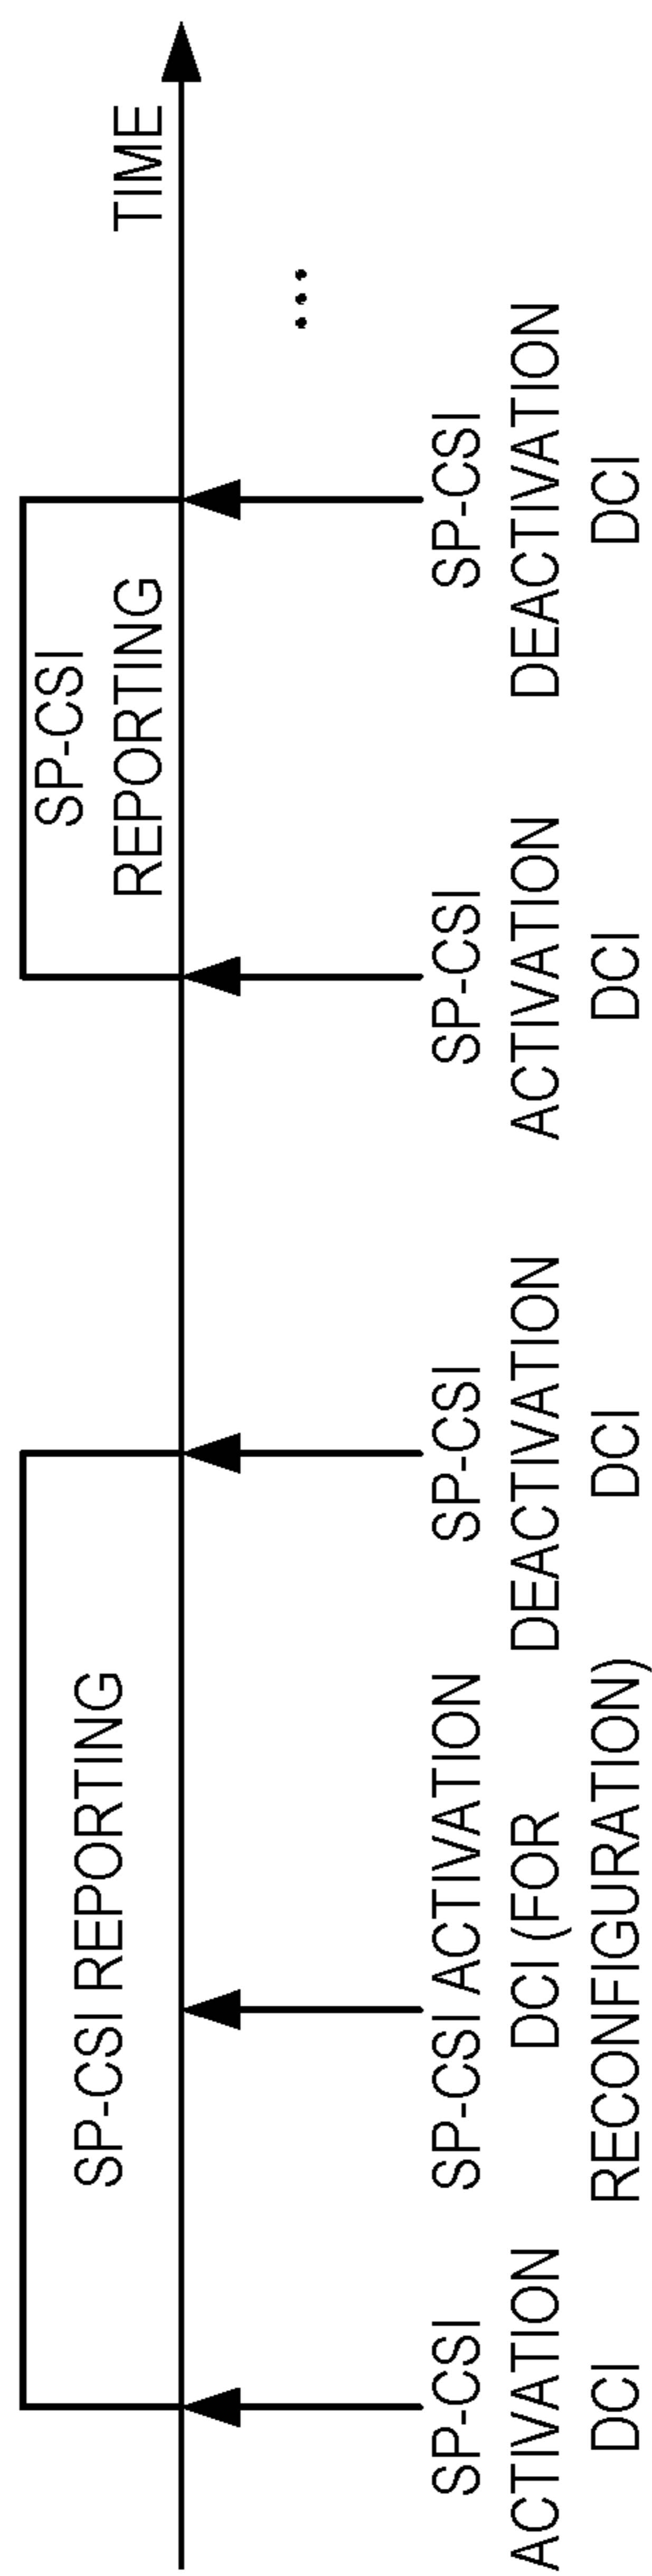 SP-CSI REPORTING
SP-CSI
REPORTING
TIME
SP-CSI
ACTIVATION
DCI
SP-CSI ACTIVATION
DCI (FOR
RECONFIGURATION)
SP-CSI
DEACTIVATION
DCI
SP-CSI
ACTIVATION
DCI
SP-CSI
DEACTIVATION
DCI
...